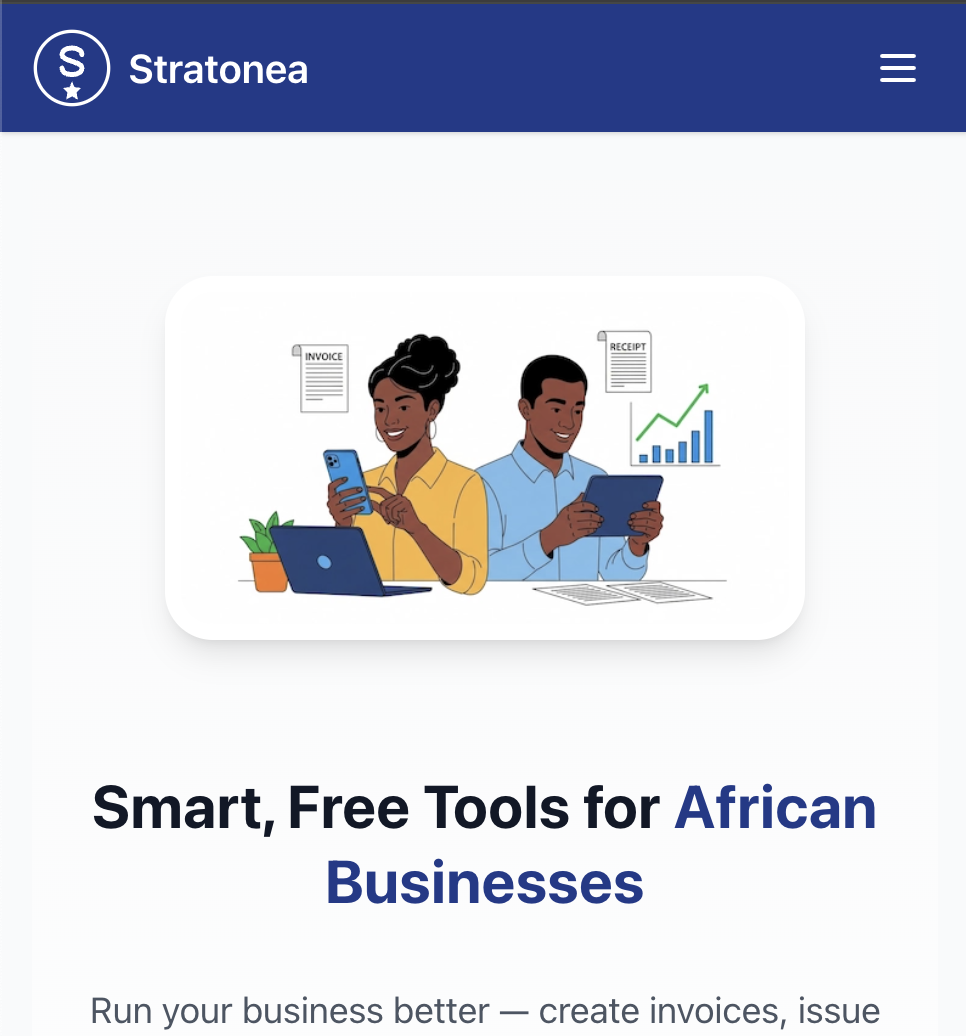 S
Stratonea
INVOICE
RECEIPT
Smart, Free Tools for African
Businesses
Run your business better — create invoices, issue